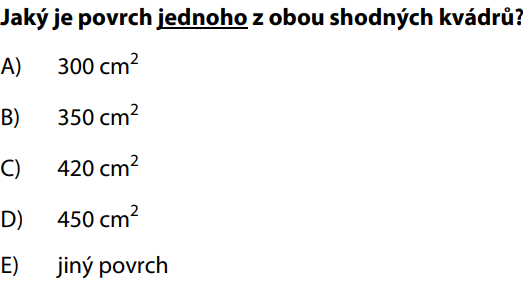 Jaký je povrch jednoho z obou shodných kvádrů?
A) 300 cm²
B) 350 cm²
C) 420 cm²
D) 450 cm²
E) jiný povrch